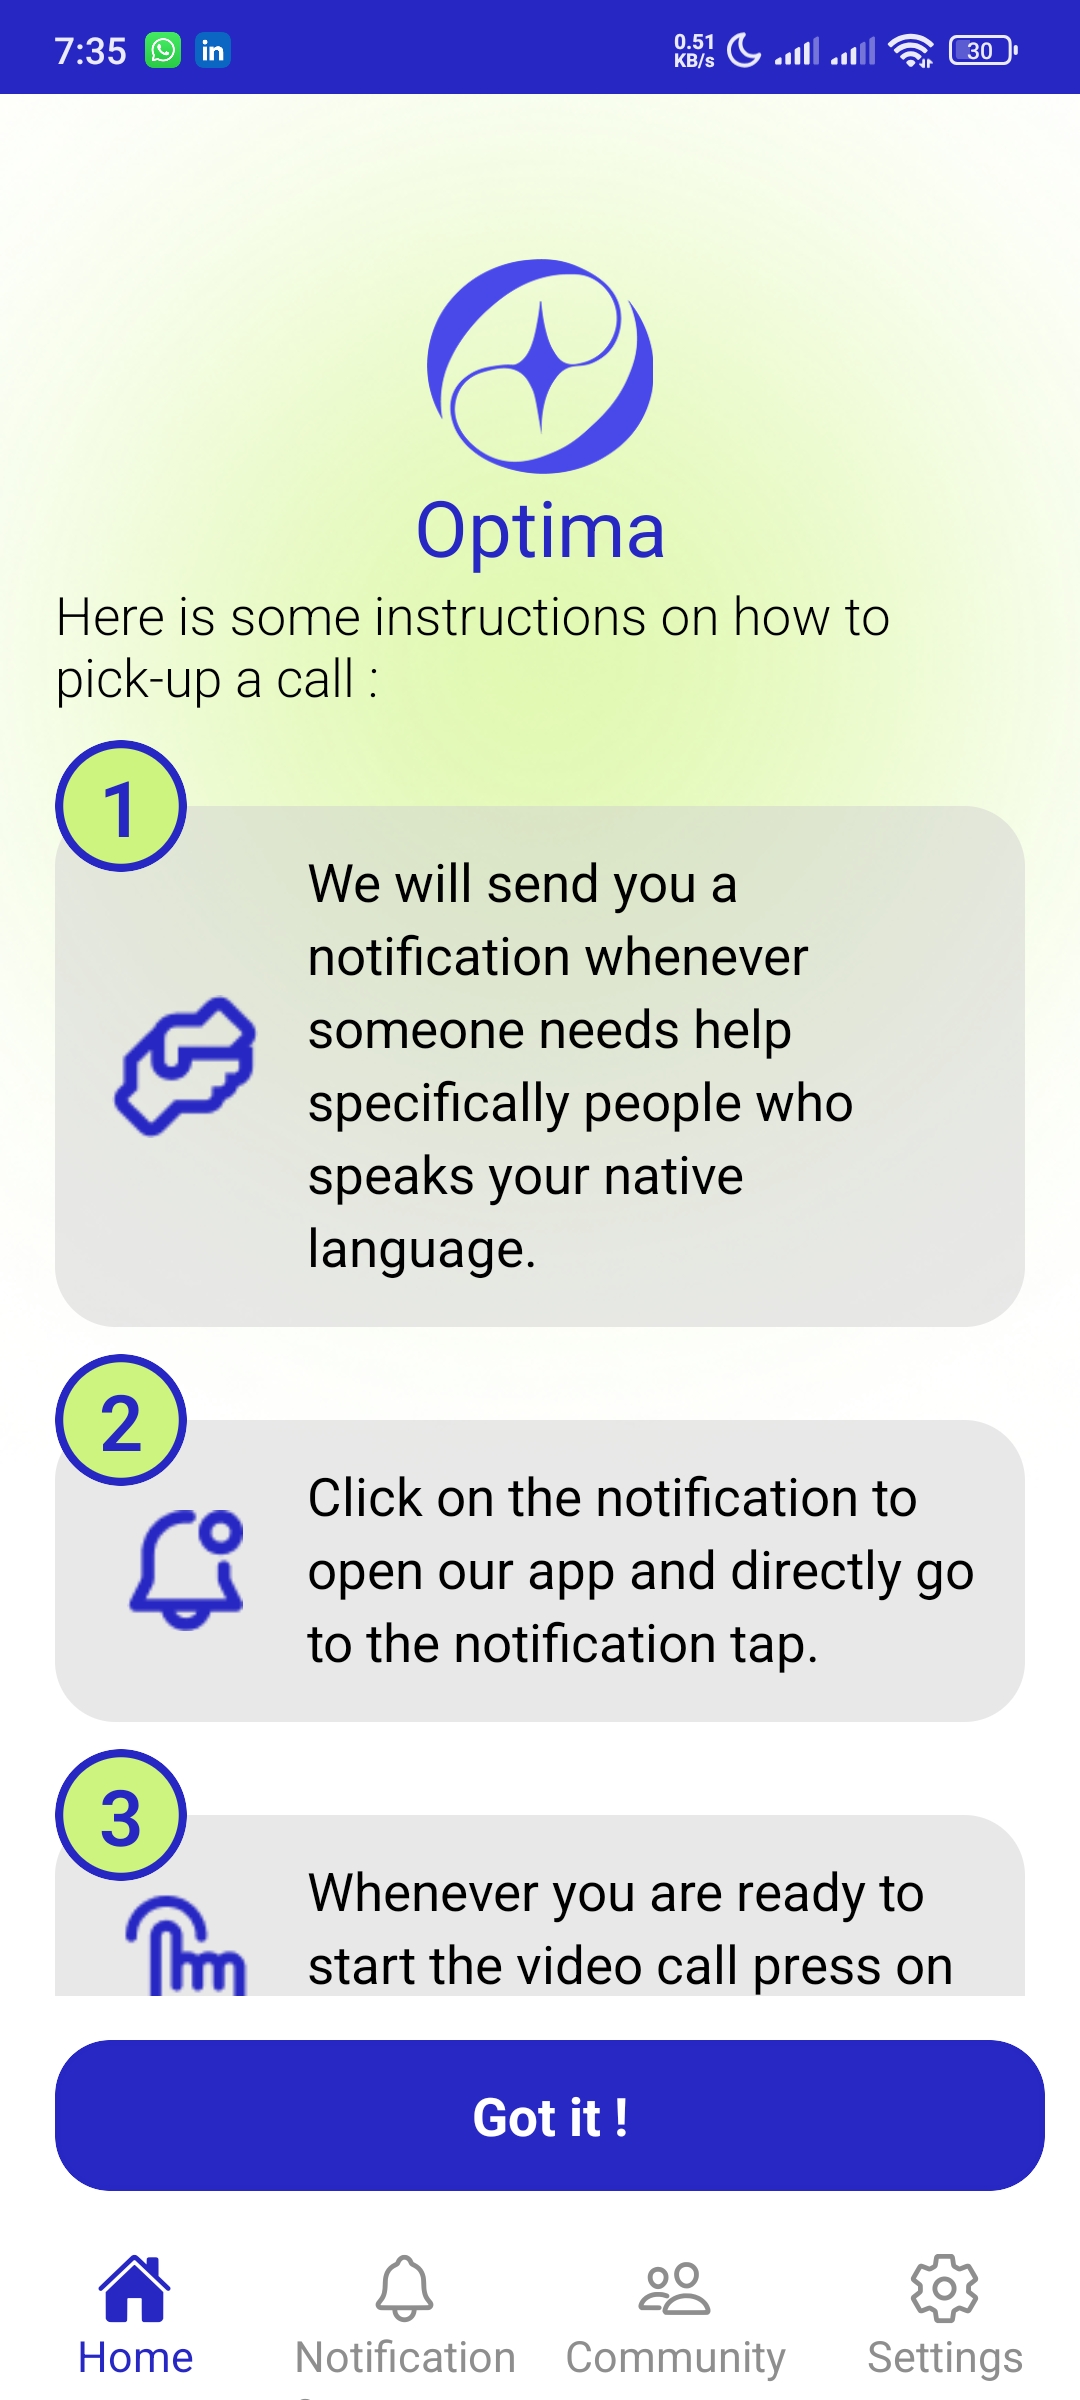 7:35
in
0.51
KB/s
30
Optima
Here is some instructions on how to
pick-up a call :
1
We will send you a
notification whenever
someone needs help
specifically people who
speaks your native
language.
2
Click on the notification to
open our app and directly go
to the notification tap.
3
Whenever you are ready to
start the video call press on
Got it !
Home
Notification
Community
Settings